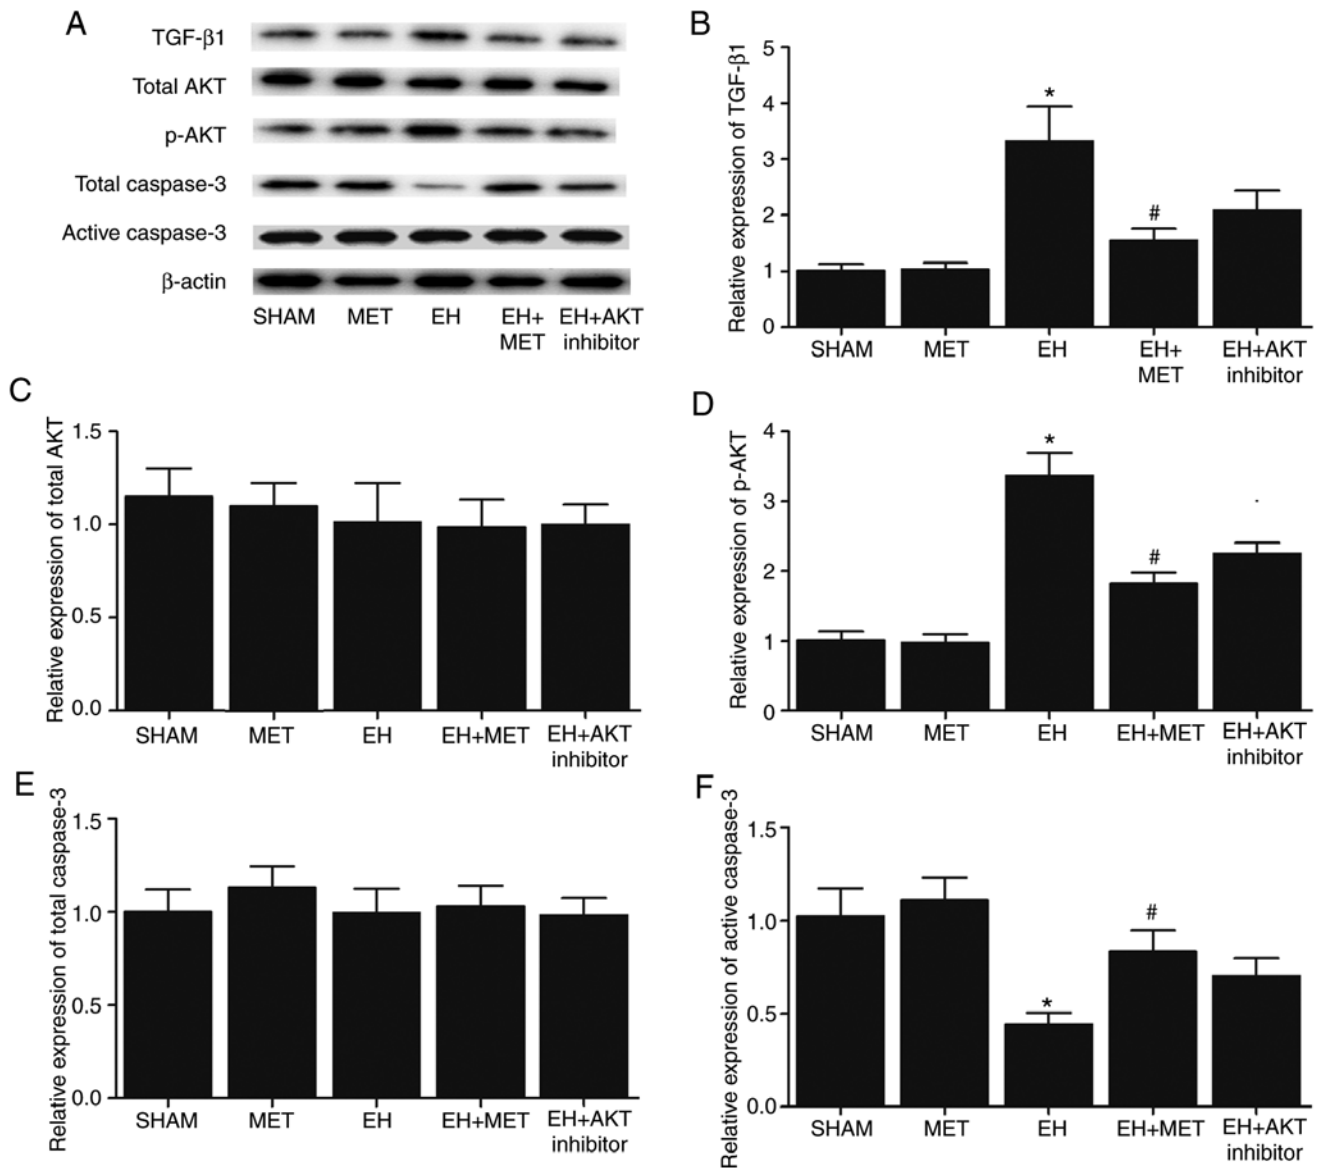 A
TGF-β1
Total AKT
p-AKT
Total caspase-3
Active caspase-3
β-actin
SHAM MET EH EH+ EH+AKT
MET inhibitor
B
Relative expression of TGF-β1
5
4
3
2
1
0
*
#
SHAM MET EH EH+ EH+AKT
MET inhibitor
C
Relative expression of total AKT
1.5
1.0
0.5
0.0
SHAM MET EH EH+MET EH+AKT
inhibitor
D
Relative expression of p-AKT
4
3
2
1
0
*
#
SHAM MET EH EH+MET EH+AKT
inhibitor
E
Relative expression of total caspase-3
1.5
1.0
0.5
0.0
SHAM MET EH EH+MET EH+AKT
inhibitor
F
Relative expression of active caspase-3
1.5
1.0
0.5
0.0
*
#
SHAM MET EH EH+MET EH+AKT
inhibitor